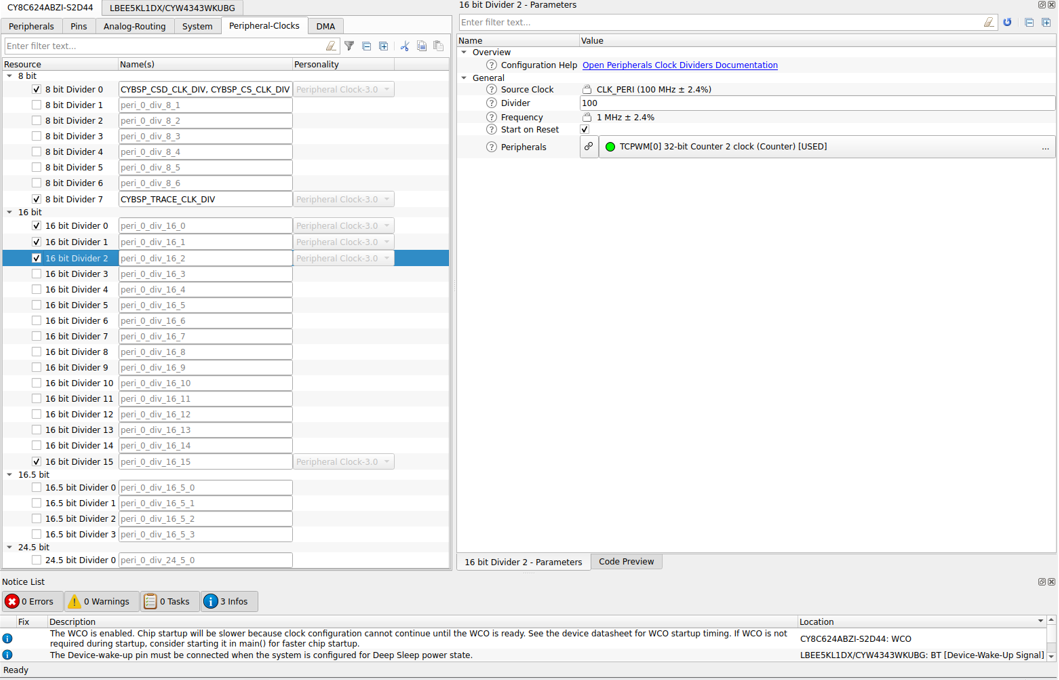 CY8C624ABZI-S2D44 LBEE5KL1DX/CYW4343WKUBG
Peripherals Pins Analog-Routing System Peripheral-Clocks DMA
Enter filter text...
Resource Name(s) Personality
8 bit
8 bit Divider 0 CYBSP_CSD_CLK_DIV, CYBSP_CS_CLK_DIV Peripheral Clock-3.0
8 bit Divider 1 peri_0_div_8_1
8 bit Divider 2 peri_0_div_8_2
8 bit Divider 3 peri_0_div_8_3
8 bit Divider 4 peri_0_div_8_4
8 bit Divider 5 peri_0_div_8_5
8 bit Divider 6 peri_0_div_8_6
8 bit Divider 7 CYBSP_TRACE_CLK_DIV Peripheral Clock-3.0
16 bit
16 bit Divider 0 peri_0_div_16_0 Peripheral Clock-3.0
16 bit Divider 1 peri_0_div_16_1 Peripheral Clock-3.0
16 bit Divider 2 peri_0_div_16_2 Peripheral Clock-3.0
16 bit Divider 3 peri_0_div_16_3
16 bit Divider 4 peri_0_div_16_4
16 bit Divider 5 peri_0_div_16_5
16 bit Divider 6 peri_0_div_16_6
16 bit Divider 7 peri_0_div_16_7
16 bit Divider 8 peri_0_div_16_8
16 bit Divider 9 peri_0_div_16_9
16 bit Divider 10 peri_0_div_16_10
16 bit Divider 11 peri_0_div_16_11
16 bit Divider 12 peri_0_div_16_12
16 bit Divider 13 peri_0_div_16_13
16 bit Divider 14 peri_0_div_16_14
16 bit Divider 15 peri_0_div_16_15 Peripheral Clock-3.0
16.5 bit
16.5 bit Divider 0 peri_0_div_16_5_0
16.5 bit Divider 1 peri_0_div_16_5_1
16.5 bit Divider 2 peri_0_div_16_5_2
16.5 bit Divider 3 peri_0_div_16_5_3
24.5 bit
24.5 bit Divider 0 peri_0_div_24_5_0
16 bit Divider 2 - Parameters
Enter filter text...
Name Value
Overview
Configuration Help Open Peripherals Clock Dividers Documentation
General
Source Clock CLK_PERI (100 MHz ± 2.4%)
Divider 100
Frequency 1 MHz ± 2.4%
Start on Reset
Peripherals TCPWM[0] 32-bit Counter 2 clock (Counter) [USED] ...
16 bit Divider 2 - Parameters Code Preview
Notice List
0 Errors 0 Warnings 0 Tasks 3 Infos
Fix Description Location
The WCO is enabled. Chip startup will be slower because clock configuration cannot continue until the WCO is ready. See the device datasheet for WCO startup timing. If WCO is not
required during startup, consider starting it in main() for faster chip startup. CY8C624ABZI-S2D44: WCO
The Device-wake-up pin must be connected when the system is configured for Deep Sleep power state. LBEE5KL1DX/CYW4343WKUBG: BT [Device-Wake-Up Signal]
Ready